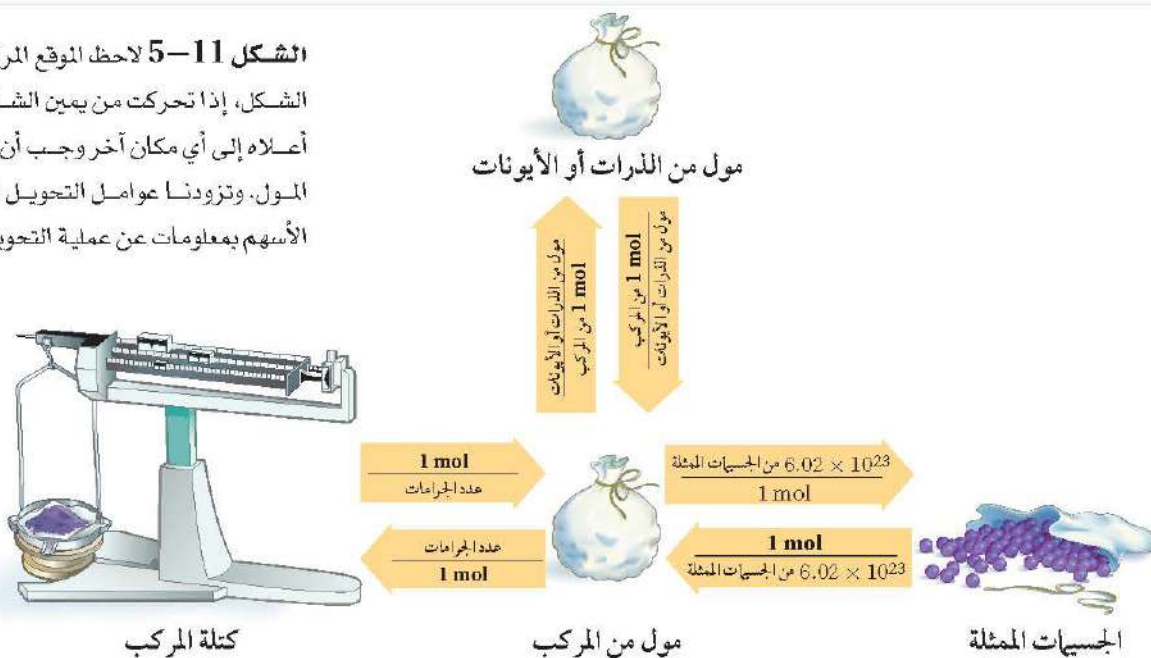 الشكل 11–5 لاحظ الموقع
الشكل، إذا تحركت من يمين
أعلاه إلى أي مكان آخر وجب أن
المول. وتزودنا عوامل التحويل
الأسهم بمعلومات عن عملية
مول من الذرات أو الأيونات
مول من الذرات أو الأيونات
1 mol من المركب
1 mol من المركب
مول من الذرات أو الأيونات
1 mol
عدد الجرامات
6.02 × 10²³ من الجسيمات الممثلة
1 mol
عدد الجرامات
1 mol
1 mol
6.02 × 10²³ من الجسيمات الممثلة
كتلة المركب
مول من المركب
الجسيمات الممثلة